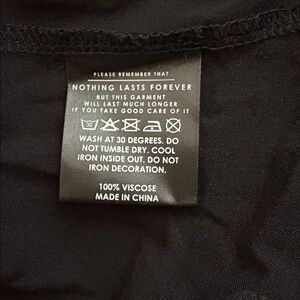 PLEASE REMEMBER THAT
NOTHING LASTS FOREVER
BUT THIS GARMENT
WILL LAST MUCH LONGER
IF YOU TAKE GOOD CARE OF IT
30
WASH AT 30 DEGREES. DO
NOT TUMBLE DRY. COOL
IRON INSIDE OUT. DO NOT
IRON DECORATION.
100% VISCOSE
MADE IN CHINA